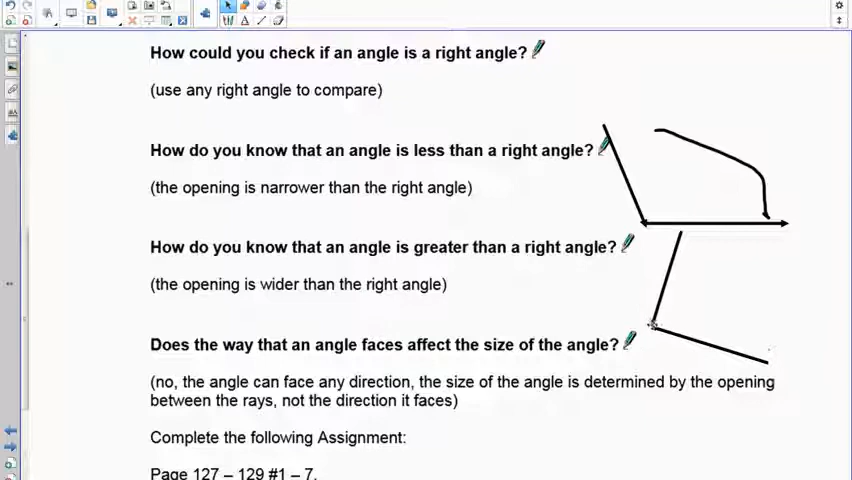 How could you check if an angle is a right angle?
(use any right angle to compare)
How do you know that an angle is less than a right angle?
(the opening is narrower than the right angle)
How do you know that an angle is greater than a right angle?
(the opening is wider than the right angle)
Does the way that an angle faces affect the size of the angle?
(no, the angle can face any direction, the size of the angle is determined by the opening
between the rays, not the direction it faces)
Complete the following Assignment:
Page 127 – 129 #1 – 7.